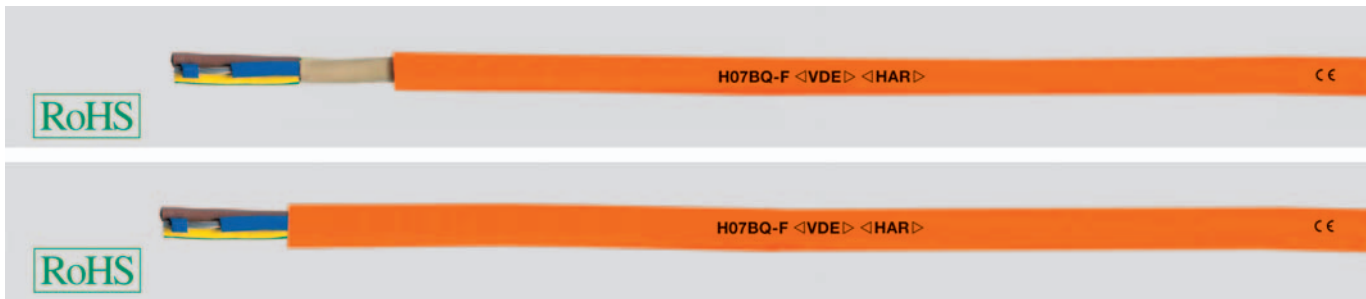 H07BQ-F ◁VDE▷ ◁HAR▷ CE
RoHS
H07BQ-F ◁VDE▷ ◁HAR▷ CE
RoHS